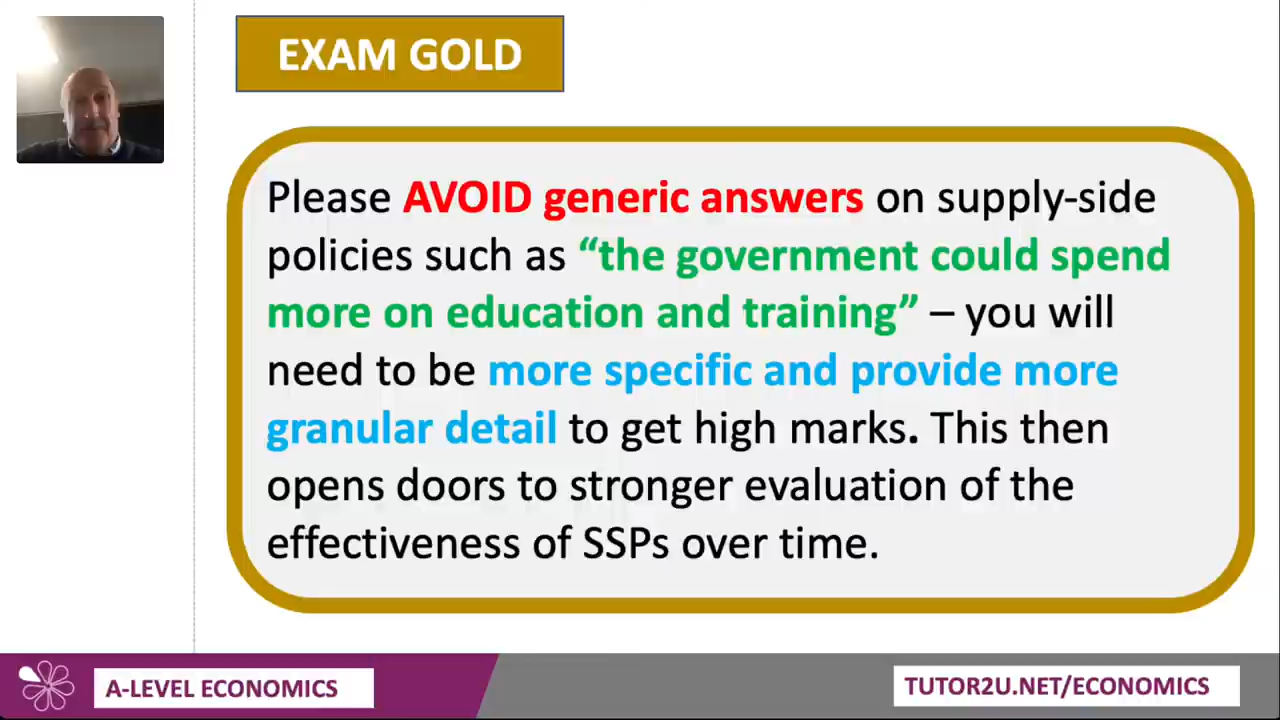 EXAM GOLD
Please AVOID generic answers on supply-side
policies such as “the government could spend
more on education and training” – you will
need to be more specific and provide more
granular detail to get high marks. This then
opens doors to stronger evaluation of the
effectiveness of SSPs over time.
A-LEVEL ECONOMICS
TUTOR2U.NET/ECONOMICS